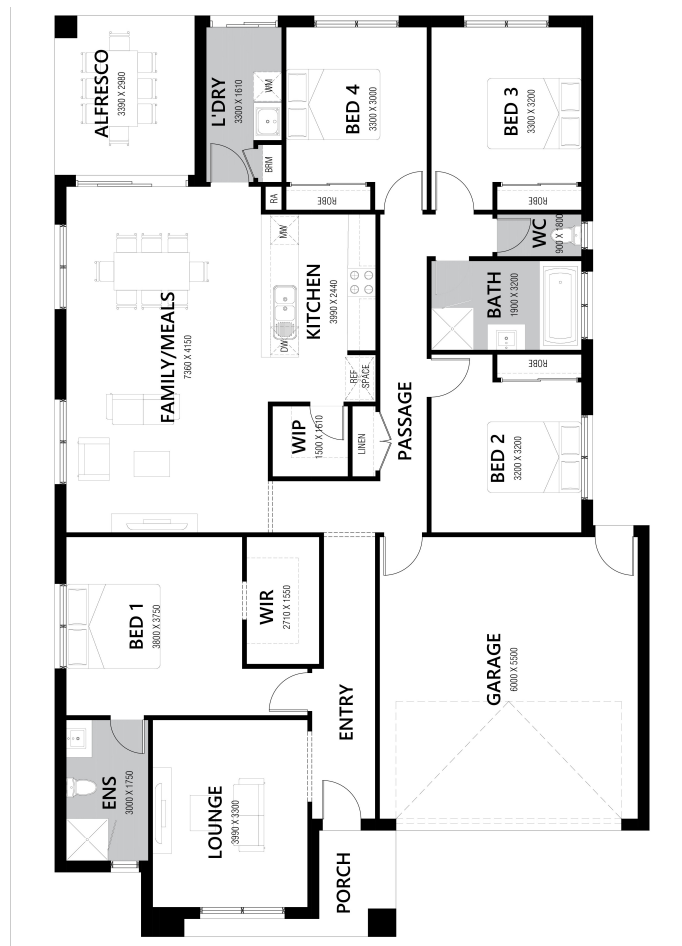 ALFRESCO
3390 X 2980
L'DRY
3300 X 1610
WM
BRM
BED 4
3300 X 3000
ROBE
BED 3
3300 X 3200
ROBE
RA
MW
KITCHEN
3990 X 2440
DW
REF
SPACE
WC
900 X 1800
BATH
1900 X 3200
ROBE
FAMILY/MEALS
7360 X 4150
WIP
1500 X 1610
LINEN
PASSAGE
BED 2
3200 X 3200
BED 1
3800 X 3750
WIR
2710 X 1550
ENTRY
GARAGE
6000 X 5500
ENS
3000 X 1750
LOUNGE
3990 X 3300
PORCH